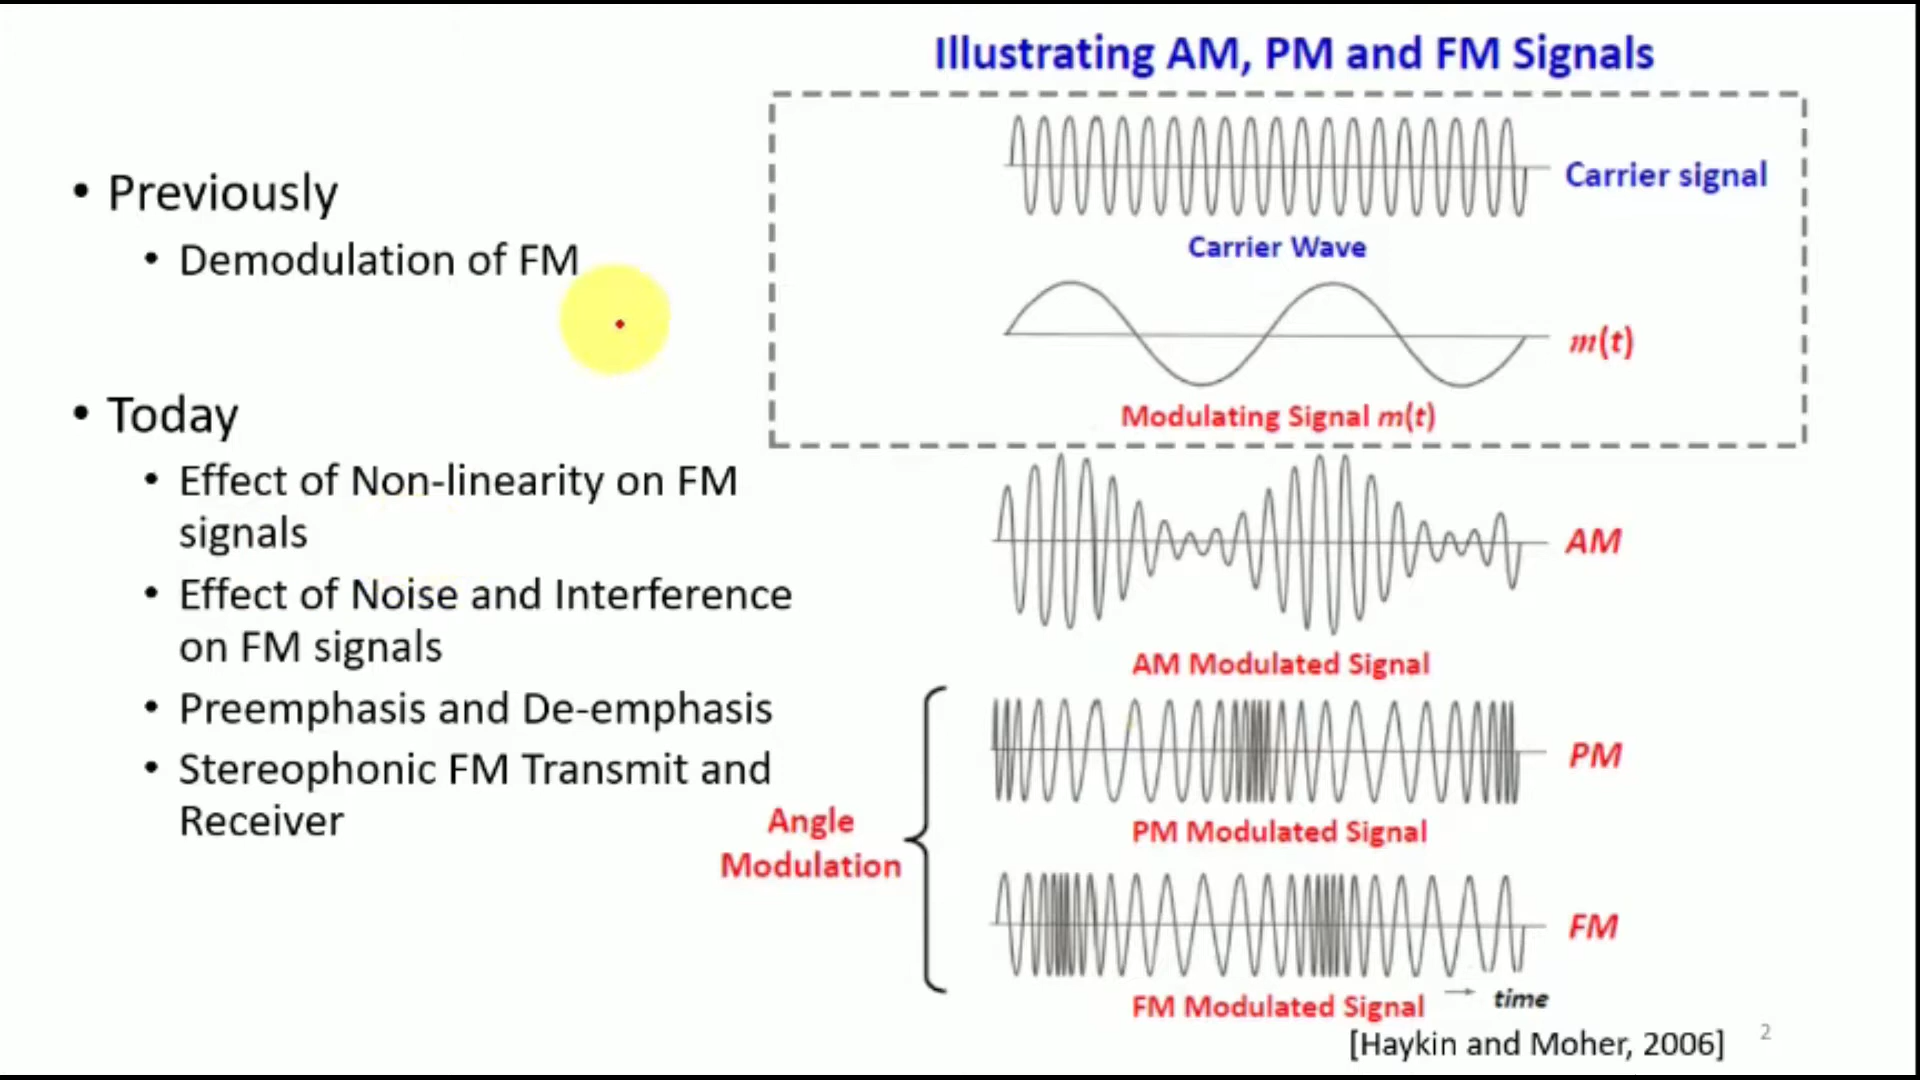 Illustrating AM, PM and FM Signals
• Previously
• Demodulation of FM
• Today
• Effect of Non-linearity on FM
signals
• Effect of Noise and Interference
on FM signals
• Preemphasis and De-emphasis
• Stereophonic FM Transmit and
Receiver
Carrier signal
Carrier Wave
m(t)
Modulating Signal m(t)
AM
AM Modulated Signal
Angle
Modulation
PM
PM Modulated Signal
FM
FM Modulated Signal
→ time
[Haykin and Moher, 2006]
2